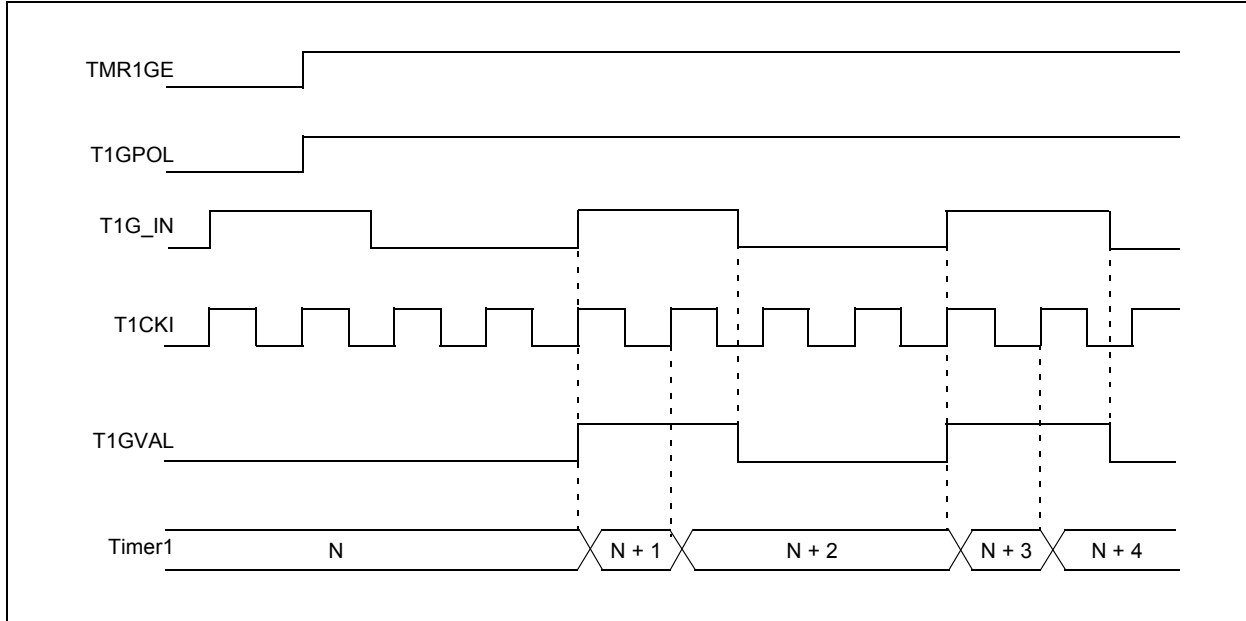 TMR1GE
T1GPOL
T1G_IN
T1CKI
T1GVAL
Timer1 N N + 1 N + 2 N + 3 N + 4